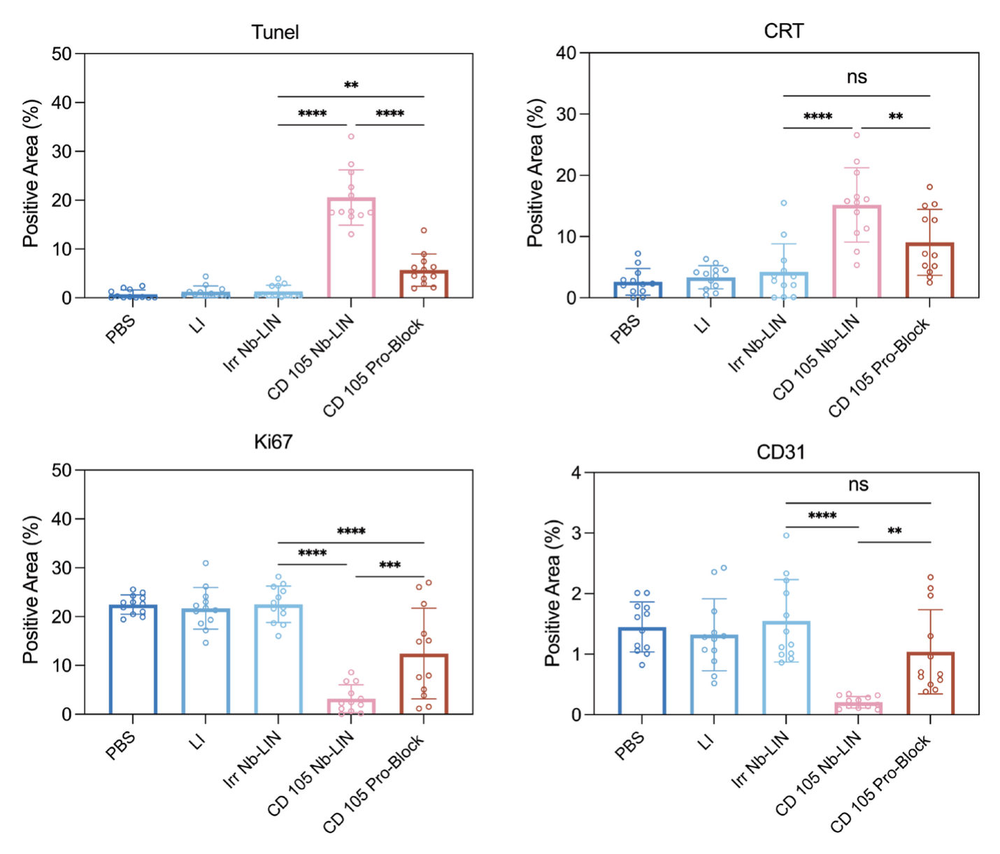 Tunel
Positive Area (%)
50
40
30
20
10
0
**
**** ****
PBS
LI
Irr Nb-LIN
CD 105 Nb-LIN
CD 105 Pro-Block
CRT
Positive Area (%)
40
30
20
10
0
ns
**** **
PBS
LI
Irr Nb-LIN
CD 105 Nb-LIN
CD 105 Pro-Block
Ki67
Positive Area (%)
50
40
30
20
10
0
****
****
***
PBS
LI
Irr Nb-LIN
CD 105 Nb-LIN
CD 105 Pro-Block
CD31
Positive Area (%)
4
3
2
1
0
ns
****
**
PBS
LI
Irr Nb-LIN
CD 105 Nb-LIN
CD 105 Pro-Block